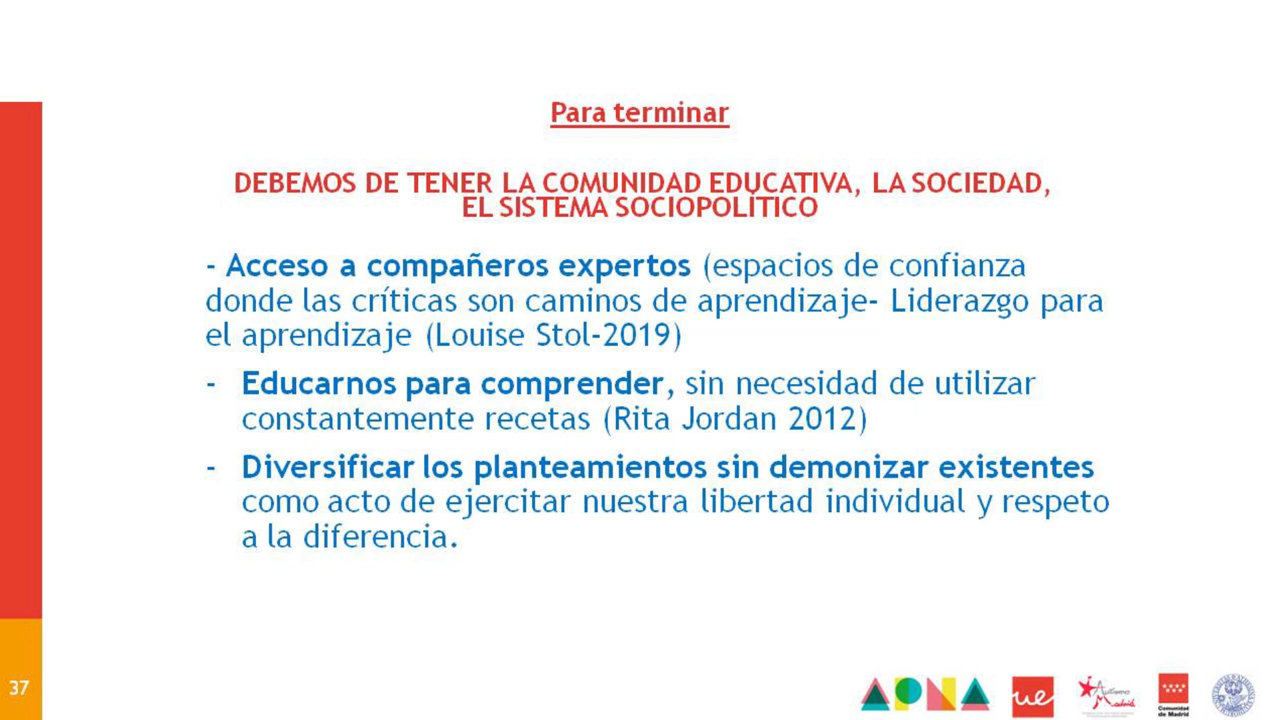 Para terminar
DEBEMOS DE TENER LA COMUNIDAD EDUCATIVA, LA SOCIEDAD,
EL SISTEMA SOCIOPOLÍTICO
- Acceso a compañeros expertos (espacios de confianza
donde las críticas son caminos de aprendizaje- Liderazgo para
el aprendizaje (Louise Stol-2019)
- Educarnos para comprender, sin necesidad de utilizar
constantemente recetas (Rita Jordan 2012)
- Diversificar los planteamientos sin demonizar existentes
como acto de ejercitar nuestra libertad individual y respeto
a la diferencia.
37
APNA
ue
Autismo
Madrid
Comunidad
de Madrid